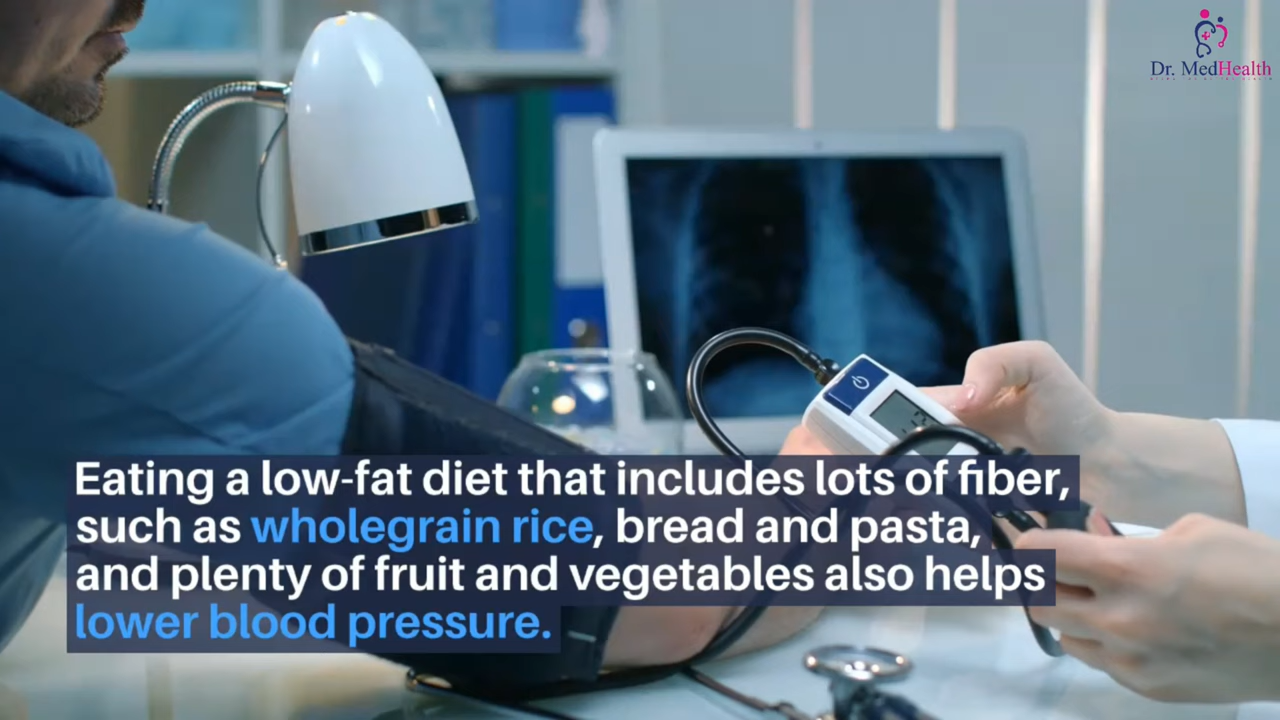 Dr. MedHealth
Eating a low-fat diet that includes lots of fiber,
such as wholegrain rice, bread and pasta,
and plenty of fruit and vegetables also helps
lower blood pressure.